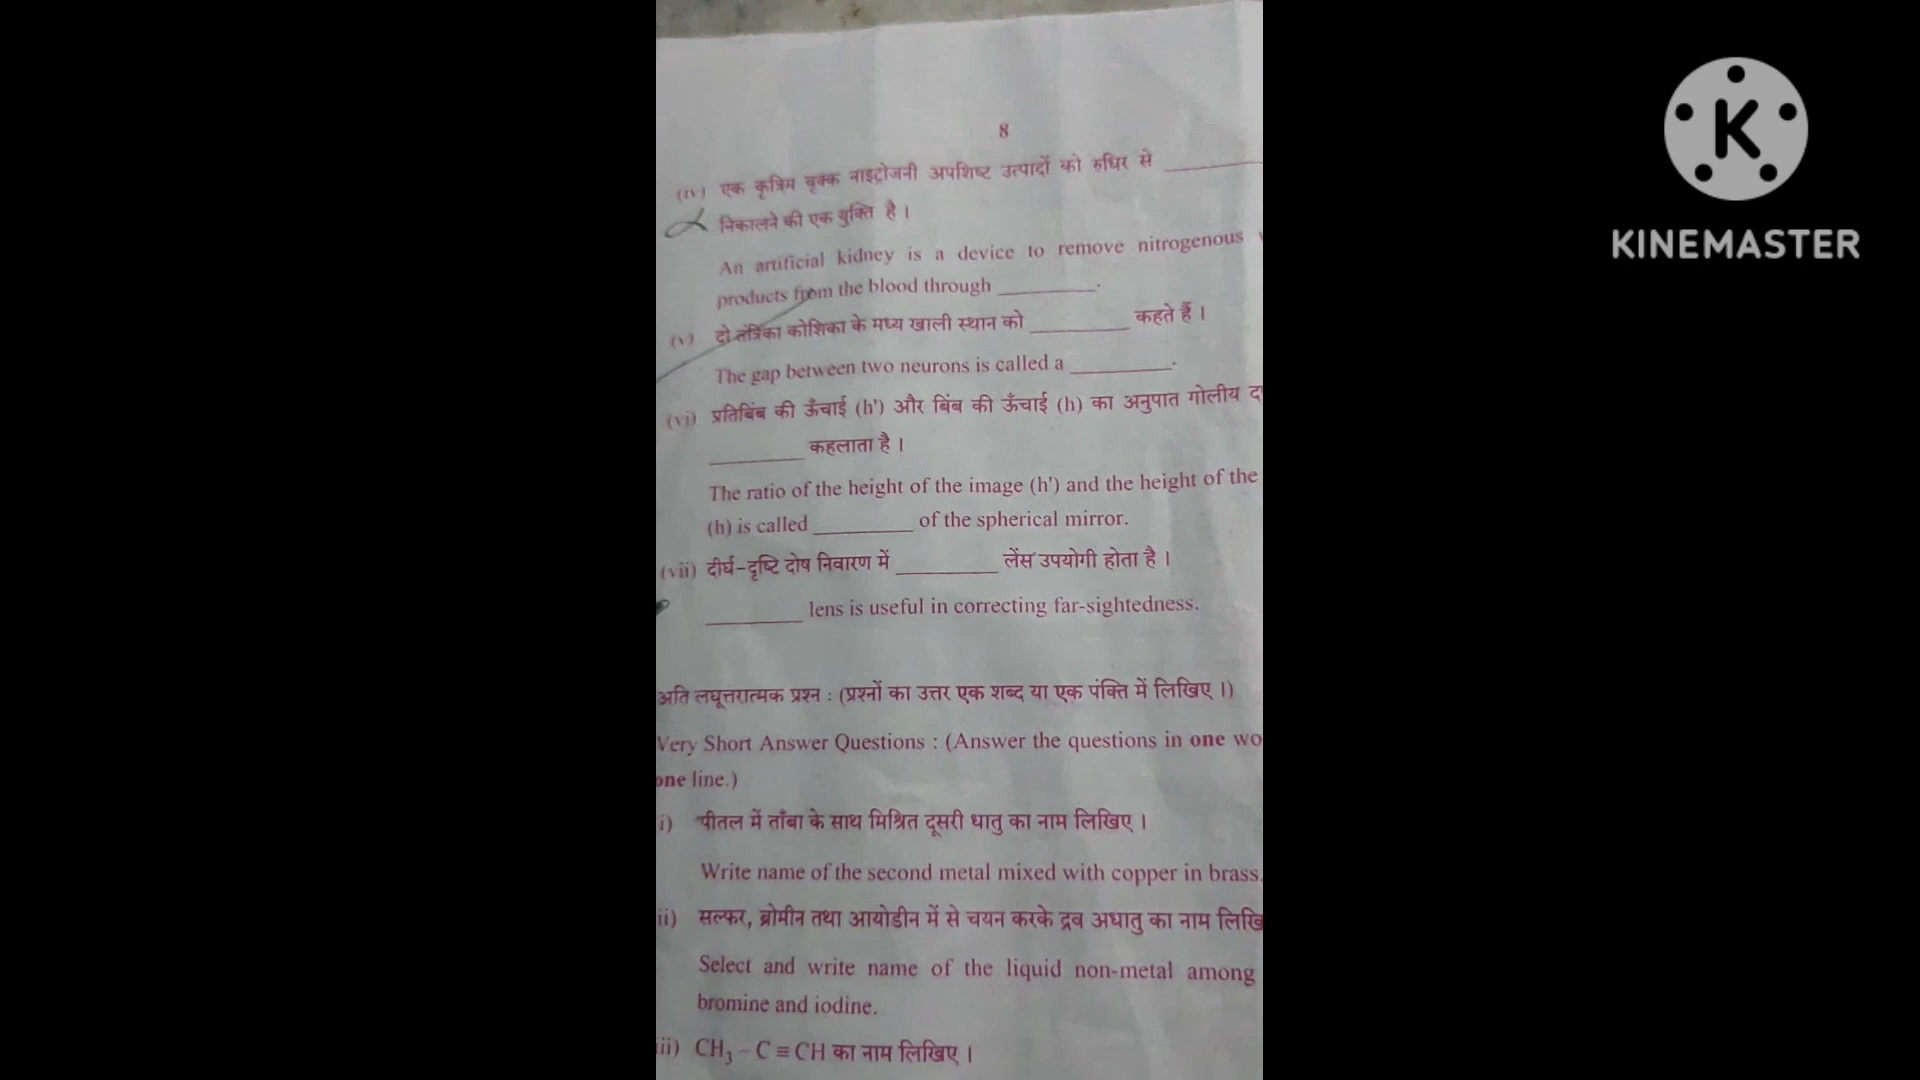 8
(iv) एक कृत्रिम वृक्क नाइट्रोजनी अपशिष्ट उत्पादों को रुधिर से ________
निकालने की एक युक्ति है ।
An artificial kidney is a device to remove nitrogenous
products from the blood through ________.
(v) दो तंत्रिका कोशिका के मध्य खाली स्थान को ________ कहते हैं ।
The gap between two neurons is called a ________.
(vi) प्रतिबिंब की ऊँचाई (h') और बिंब की ऊँचाई (h) का अनुपात गोलीय
________ कहलाता है ।
The ratio of the height of the image (h') and the height of the
(h) is called ________ of the spherical mirror.
(vii) दीर्घ-दृष्टि दोष निवारण में ________ लेंस उपयोगी होता है ।
________ lens is useful in correcting far-sightedness.
अति लघूत्तरात्मक प्रश्न : (प्रश्नों का उत्तर एक शब्द या एक पंक्ति में लिखिए ।)
Very Short Answer Questions : (Answer the questions in one wo
one line.)
i) पीतल में ताँबा के साथ मिश्रित दूसरी धातु का नाम लिखिए ।
Write name of the second metal mixed with copper in brass.
ii) सल्फर, ब्रोमीन तथा आयोडीन में से चयन करके द्रव अधातु का नाम लिखि
Select and write name of the liquid non-metal among
bromine and iodine.
iii) CH₃ – C ≡ CH का नाम लिखिए ।
K
KINEMASTER